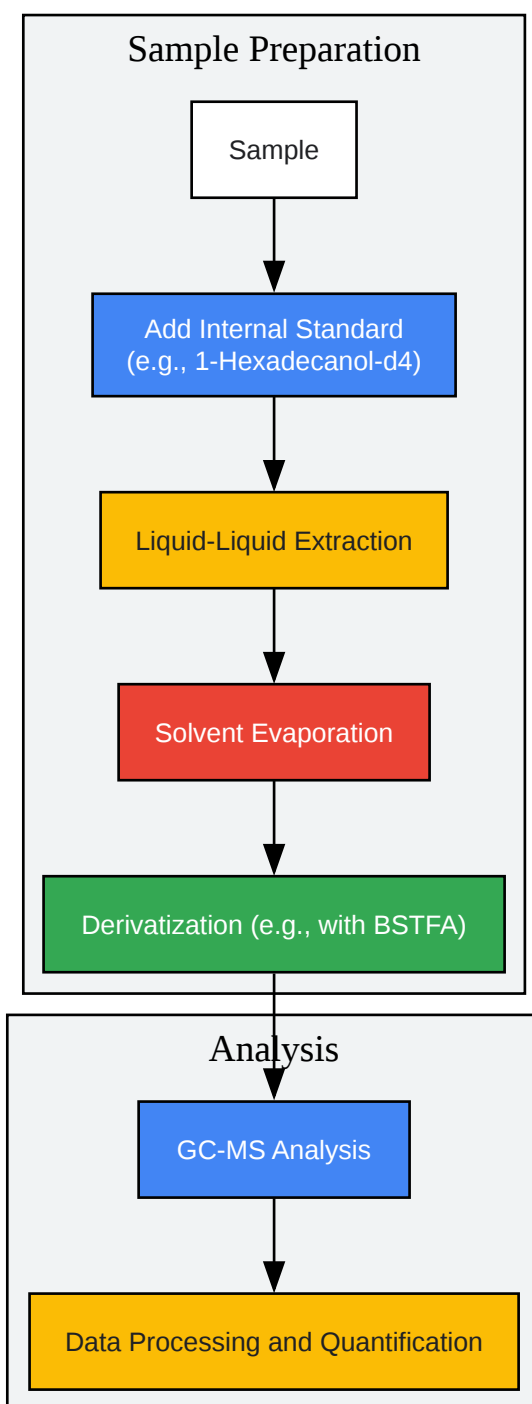 Sample Preparation
Sample
Add Internal Standard
(e.g., 1-Hexadecanol-d4)
Liquid-Liquid Extraction
Solvent Evaporation
Derivatization (e.g., with BSTFA)
Analysis
GC-MS Analysis
Data Processing and Quantification